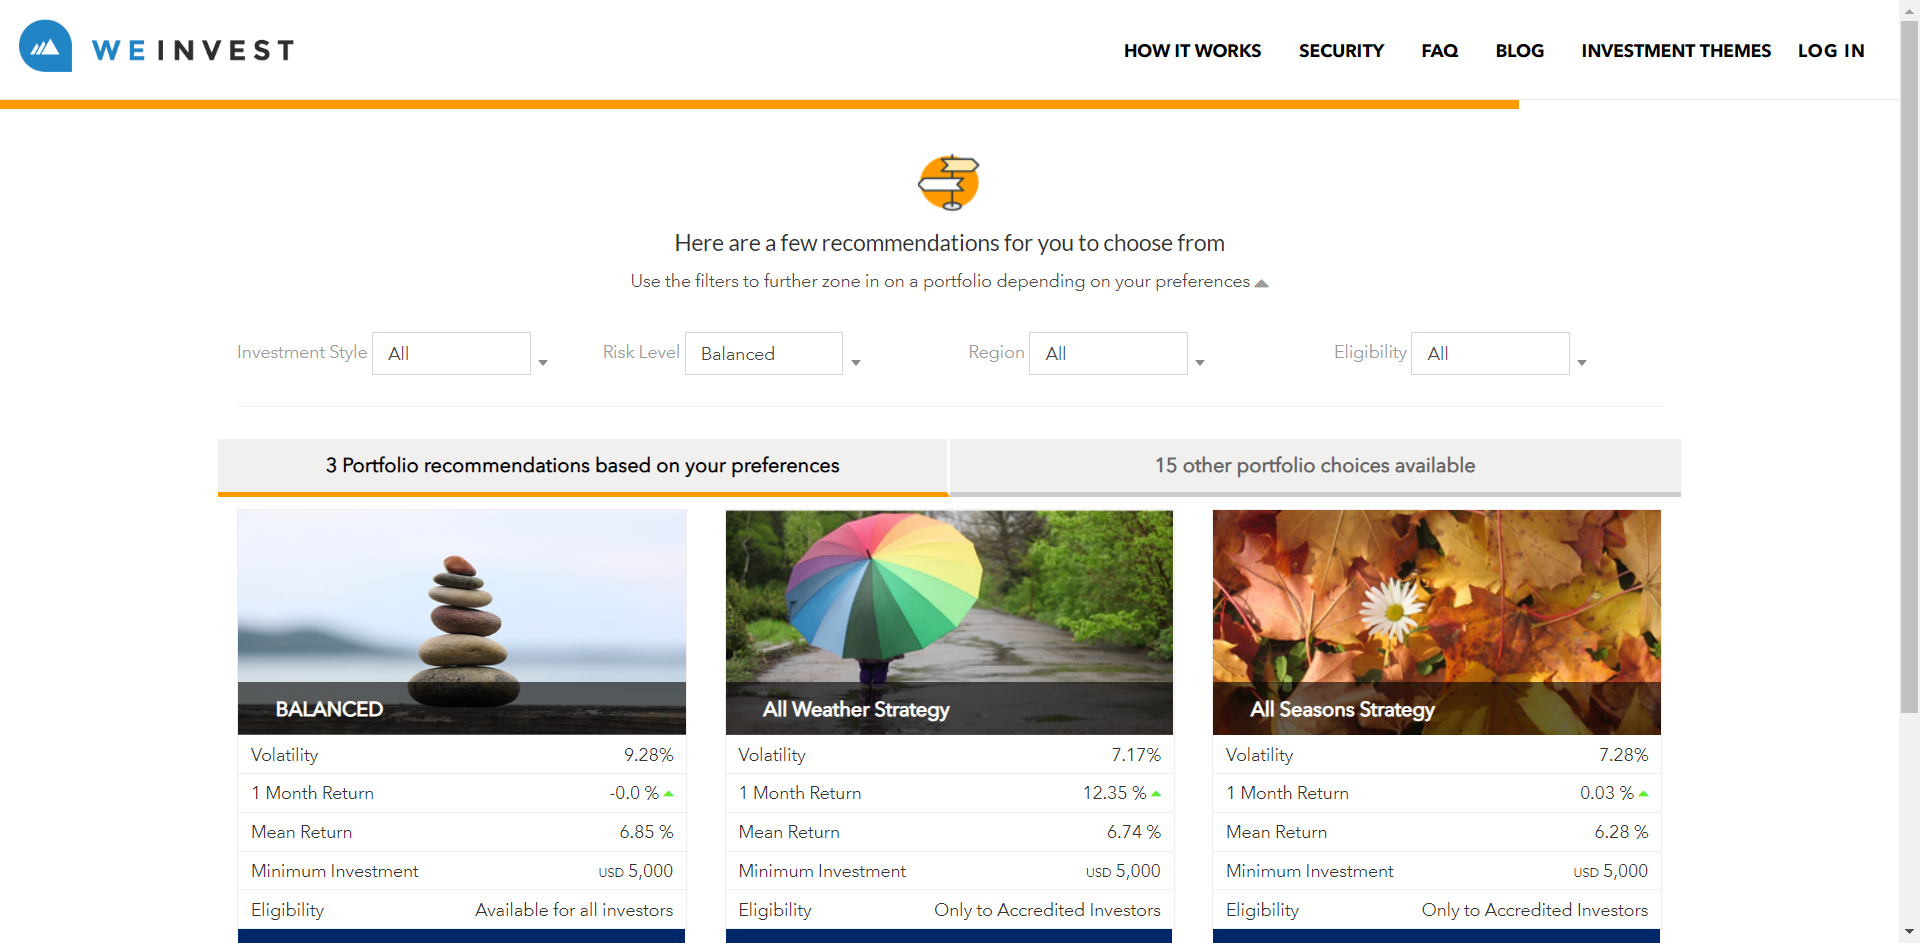 WEINVEST
HOW IT WORKS SECURITY FAQ BLOG INVESTMENT THEMES LOG IN
Here are a few recommendations for you to choose from
Use the filters to further zone in on a portfolio depending on your preferences
Investment Style All Risk Level Balanced Region All Eligibility All
3 Portfolio recommendations based on your preferences 15 other portfolio choices available
BALANCED
Volatility 9.28%
1 Month Return -0.0 %
Mean Return 6.85 %
Minimum Investment USD 5,000
Eligibility Available for all investors
All Weather Strategy
Volatility 7.17%
1 Month Return 12.35 %
Mean Return 6.74 %
Minimum Investment USD 5,000
Eligibility Only to Accredited Investors
All Seasons Strategy
Volatility 7.28%
1 Month Return 0.03 %
Mean Return 6.28 %
Minimum Investment USD 5,000
Eligibility Only to Accredited Investors